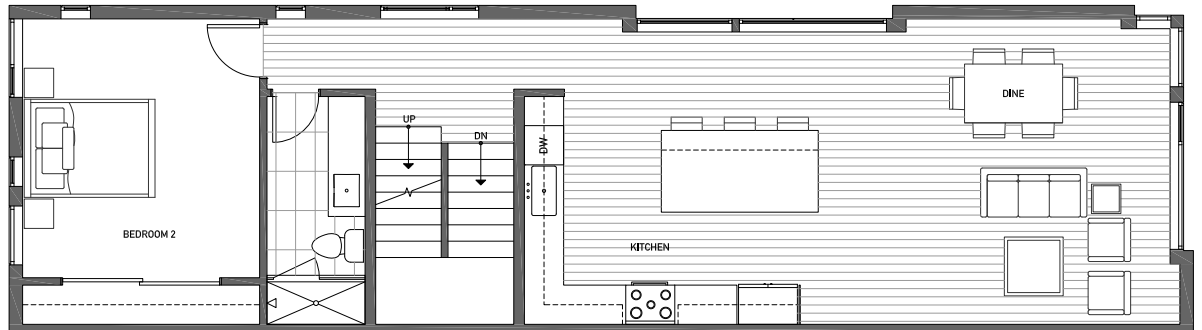 DINE
UP
DN
DW
BEDROOM 2
KITCHEN